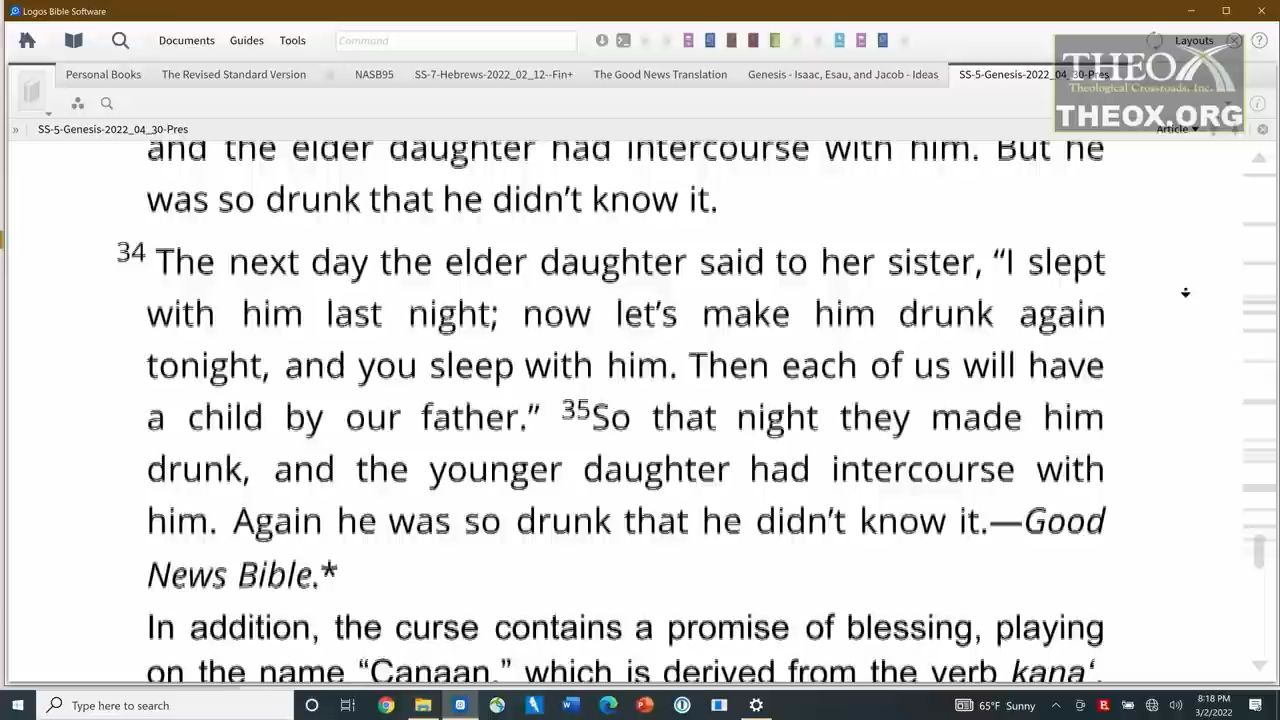 Logos Bible Software
Documents Guides Tools Command Layouts
Personal Books The Revised Standard Version NASB95 SS-7-Hebrews-2022_02_12--Fin+ The Good News Translation Genesis - Isaac, Esau, and Jacob - Ideas SS-5-Genesis-2022_04_30-Pres
THEOX
Theological Crossroads, Inc.
THEOX.ORG
SS-5-Genesis-2022_04_30-Pres Article
and the elder daughter had intercourse with him. But he
was so drunk that he didn’t know it.
34 The next day the elder daughter said to her sister, “I slept
with him last night; now let’s make him drunk again
tonight, and you sleep with him. Then each of us will have
a child by our father.” 35So that night they made him
drunk, and the younger daughter had intercourse with
him. Again he was so drunk that he didn’t know it.—Good
News Bible.*
In addition, the curse contains a promise of blessing, playing
on the name “Canaan,” which is derived from the verb kana‘,
Type here to search 65°F Sunny 8:18 PM
3/2/2022